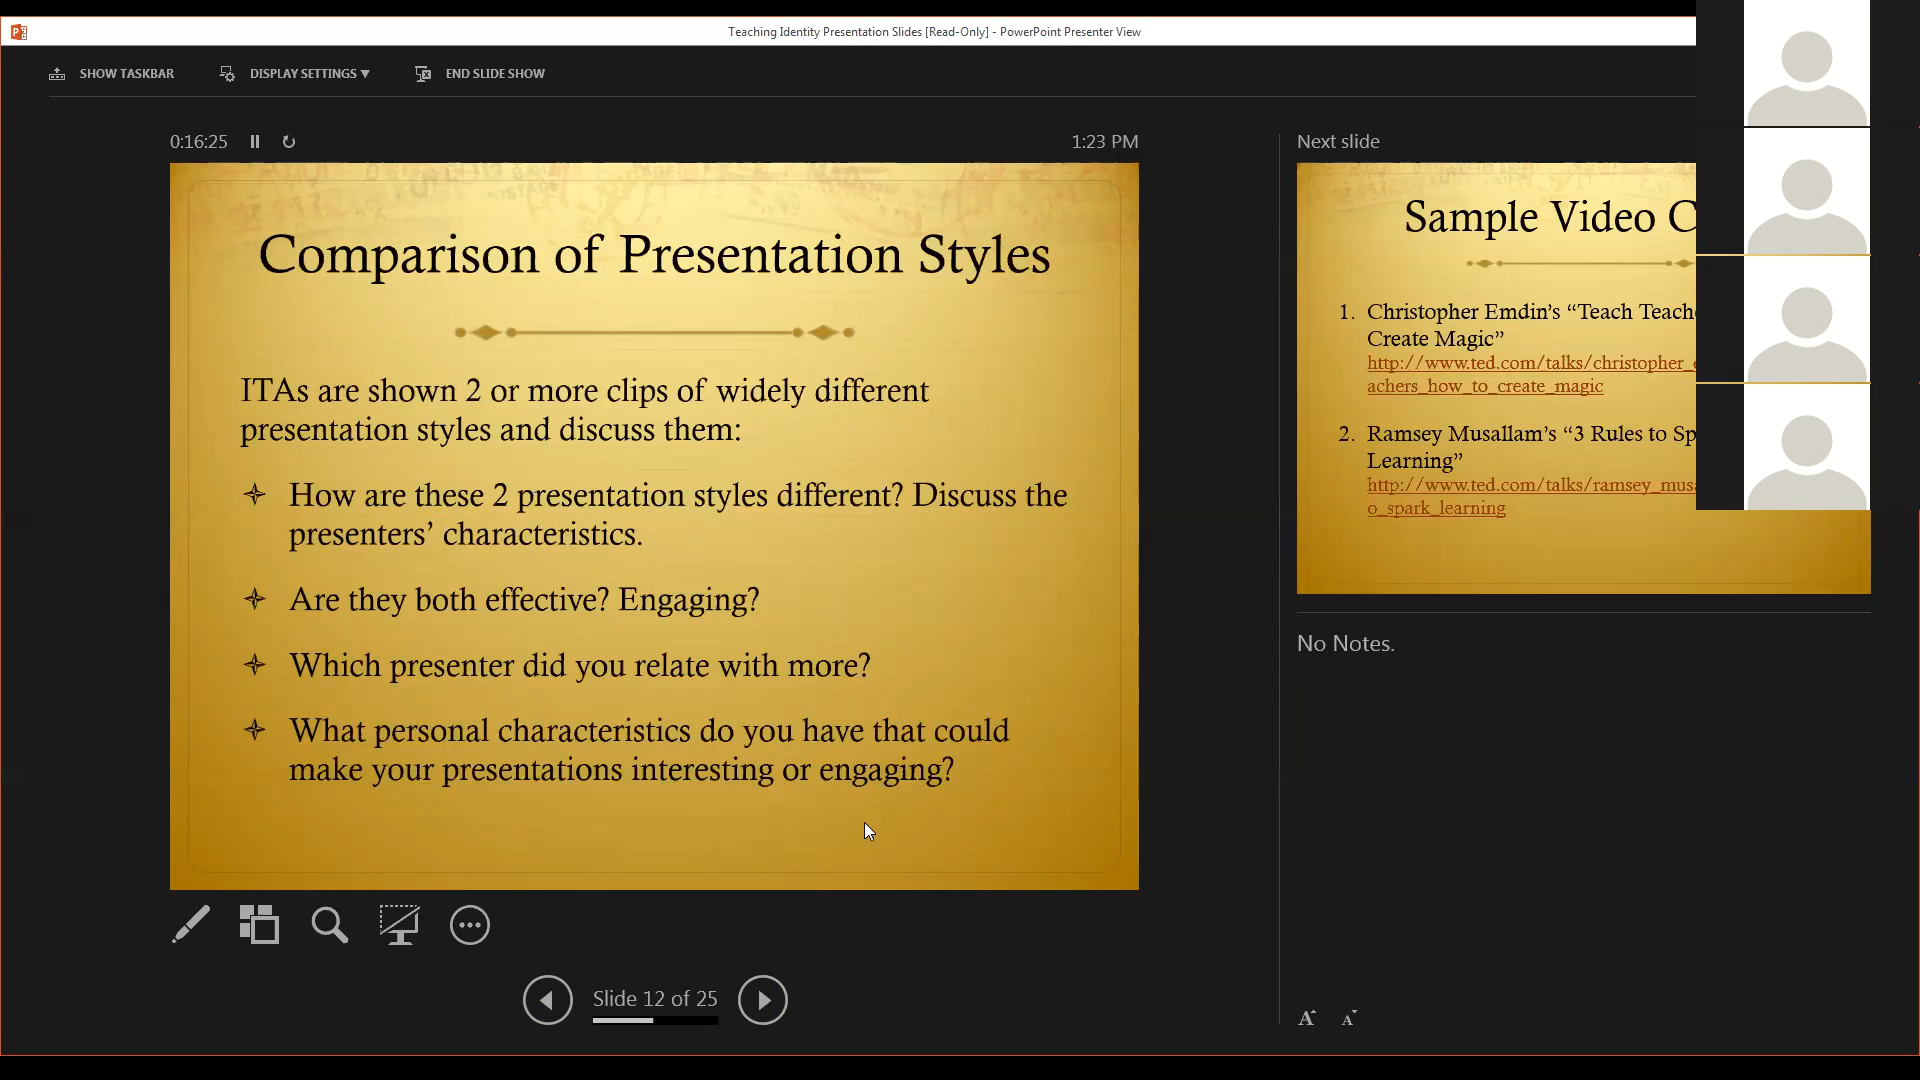 Teaching Identity Presentation Slides [Read-Only] - PowerPoint Presenter View
SHOW TASKBAR
DISPLAY SETTINGS
END SLIDE SHOW
0:16:25
1:23 PM
Comparison of Presentation Styles
ITAs are shown 2 or more clips of widely different
presentation styles and discuss them:
How are these 2 presentation styles different? Discuss the
presenters’ characteristics.
Are they both effective? Engaging?
Which presenter did you relate with more?
What personal characteristics do you have that could
make your presentations interesting or engaging?
Slide 12 of 25
Next slide
Sample Video C
1. Christopher Emdin’s “Teach Teach
Create Magic”
http://www.ted.com/talks/christopher_e
achers_how_to_create_magic
2. Ramsey Musallam’s “3 Rules to Sp
Learning”
http://www.ted.com/talks/ramsey_musa
o_spark_learning
No Notes.
A A